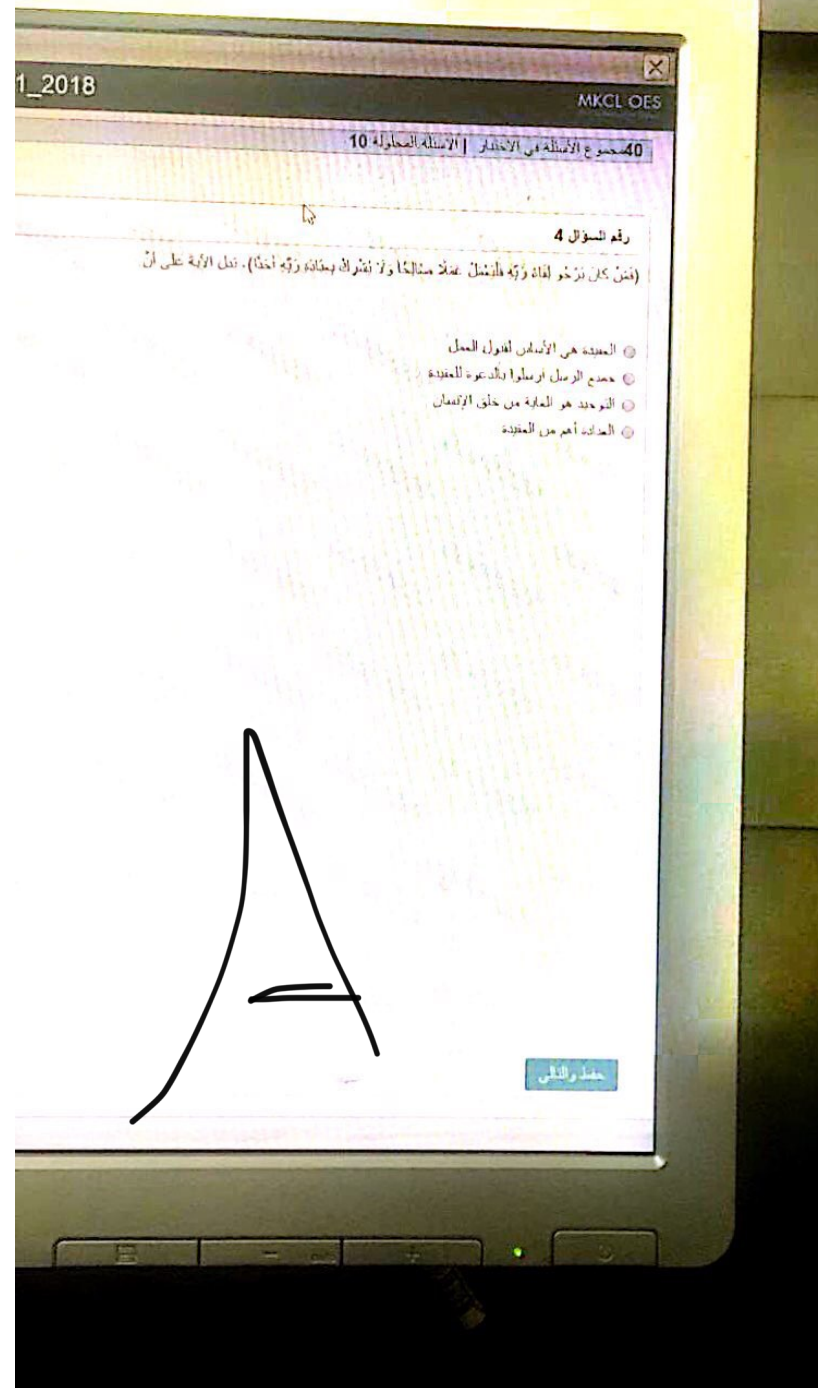 1_2018
MKCL OES
40مجموع الأسئلة في الاختبار | الأسئلة المحلولة 10
رقم السؤال 4
(فَمَنْ كَانَ يَرْجُو لِقَاءَ رَبِّهِ فَلْيَعْمَلْ عَمَلًا صَالِحًا وَلَا يُشْرِكْ بِعِبَادَةِ رَبِّهِ أَحَدًا). تدل الآية على أن
العقيدة هي الأساس لقبول العمل
جميع الرسل أرسلوا بالدعوة للعقيدة
التوحيد هو الغاية من خلق الإنسان
العبادة أهم من العقيدة
A
حفظ والتالي